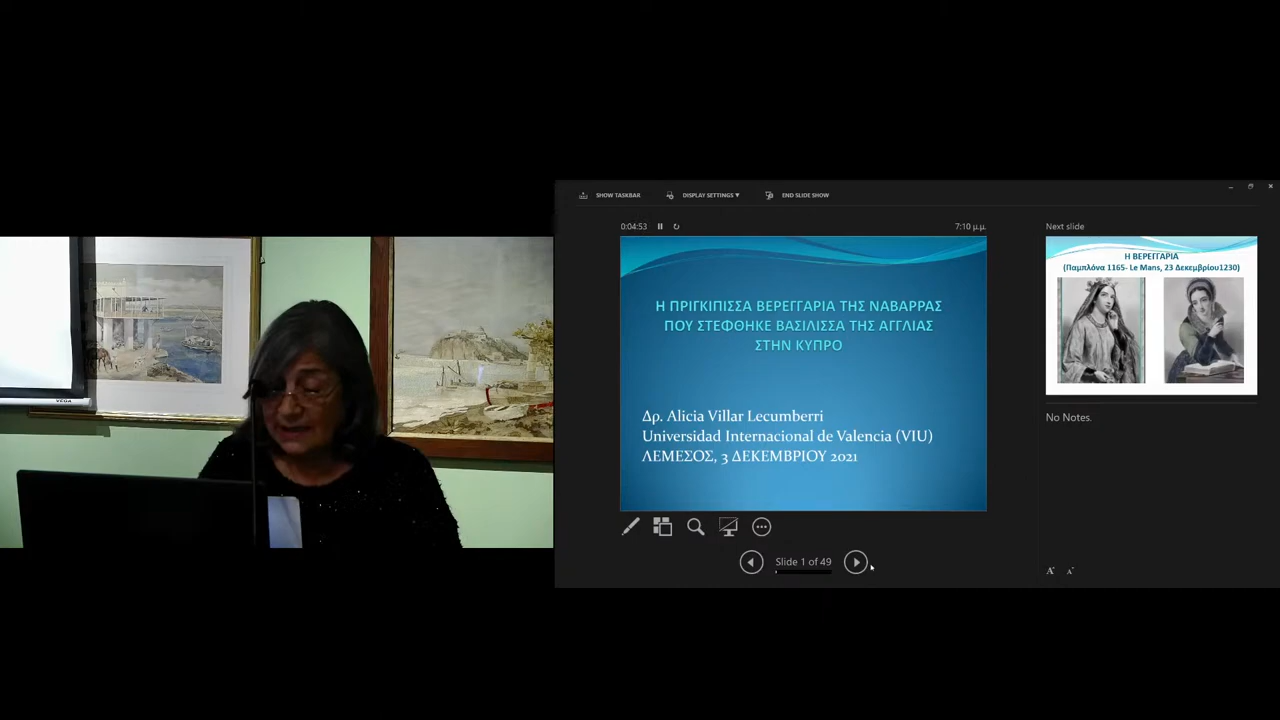 SHOW TASKBAR
DISPLAY SETTINGS ▾
END SLIDE SHOW
0:04:53
7:10 μ.μ.
Η ΠΡΙΓΚΙΠΙΣΣΑ ΒΕΡΕΓΓΑΡΙΑ ΤΗΣ ΝΑΒΑΡΡΑΣ
ΠΟΥ ΣΤΕΦΘΗΚΕ ΒΑΣΙΛΙΣΣΑ ΤΗΣ ΑΓΓΛΙΑΣ
ΣΤΗΝ ΚΥΠΡΟ
Δρ. Alicia Villar Lecumberri
Universidad Internacional de Valencia (VIU)
ΛΕΜΕΣΟΣ, 3 ΔΕΚΕΜΒΡΙΟΥ 2021
Slide 1 of 49
Next slide
Η ΒΕΡΕΓΓΑΡΙΑ
(Παμπλόνα 1165- Le Mans, 23 Δεκεμβρίου1230)
No Notes.
A A
VEGA